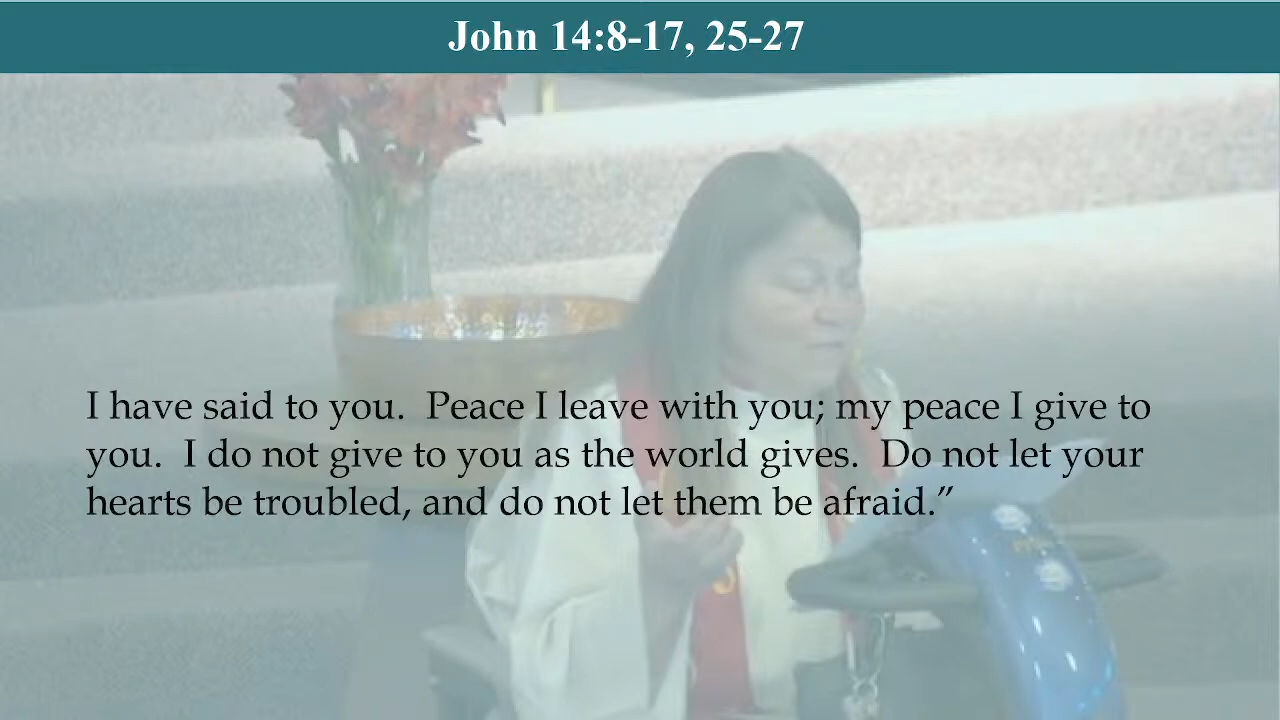 John 14:8-17, 25-27
I have said to you.  Peace I leave with you; my peace I give to
you.  I do not give to you as the world gives.  Do not let your
hearts be troubled, and do not let them be afraid.”